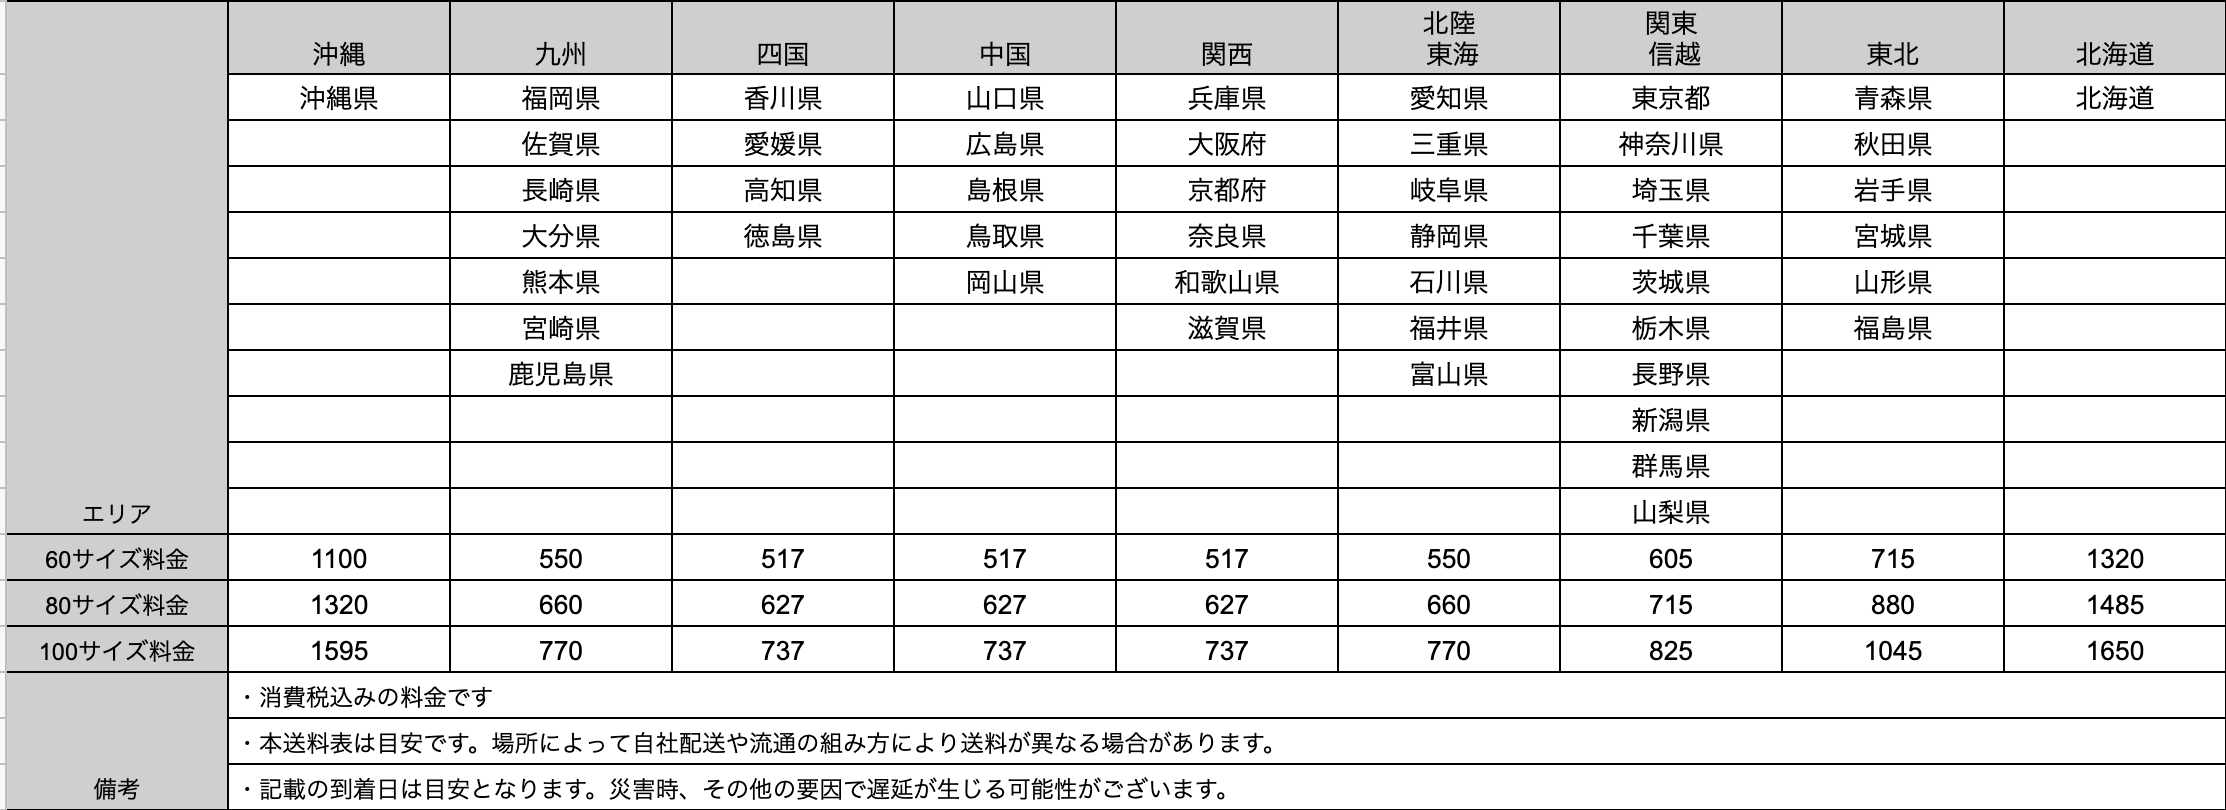 沖縄 九州 四国 中国 関西 北陸東海 関東信越 東北 北海道
沖縄県 福岡県 香川県 山口県 兵庫県 愛知県 東京都 青森県 北海道
佐賀県 愛媛県 広島県 大阪府 三重県 神奈川県 秋田県
長崎県 高知県 島根県 京都府 岐阜県 埼玉県 岩手県
大分県 徳島県 鳥取県 奈良県 静岡県 千葉県 宮城県
熊本県 岡山県 和歌山県 石川県 茨城県 山形県
宮崎県 滋賀県 福井県 栃木県 福島県
鹿児島県 富山県 長野県
新潟県
群馬県
エリア 山梨県
60サイズ料金 1100 550 517 517 517 550 605 715 1320
80サイズ料金 1320 660 627 627 627 660 715 880 1485
100サイズ料金 1595 770 737 737 737 770 825 1045 1650
・消費税込みの料金です
・本送料表は目安です。場所によって自社配送や流通の組み方により送料が異なる場合があります。
備考 ・記載の到着日は目安となります。災害時、その他の要因で遅延が生じる可能性がございます。